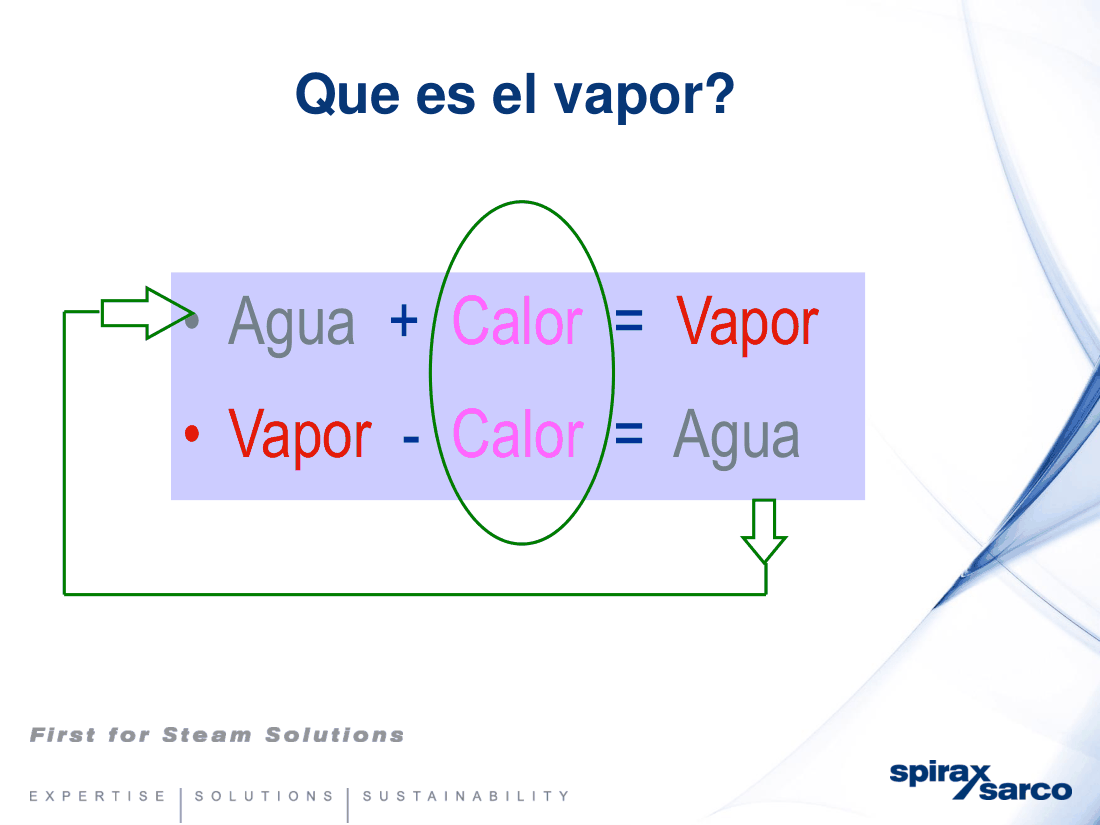 Que es el vapor?
• Agua + Calor = Vapor
• Vapor - Calor = Agua
First for Steam Solutions
EXPERTISE | SOLUTIONS | SUSTAINABILITY
spirax
sarco